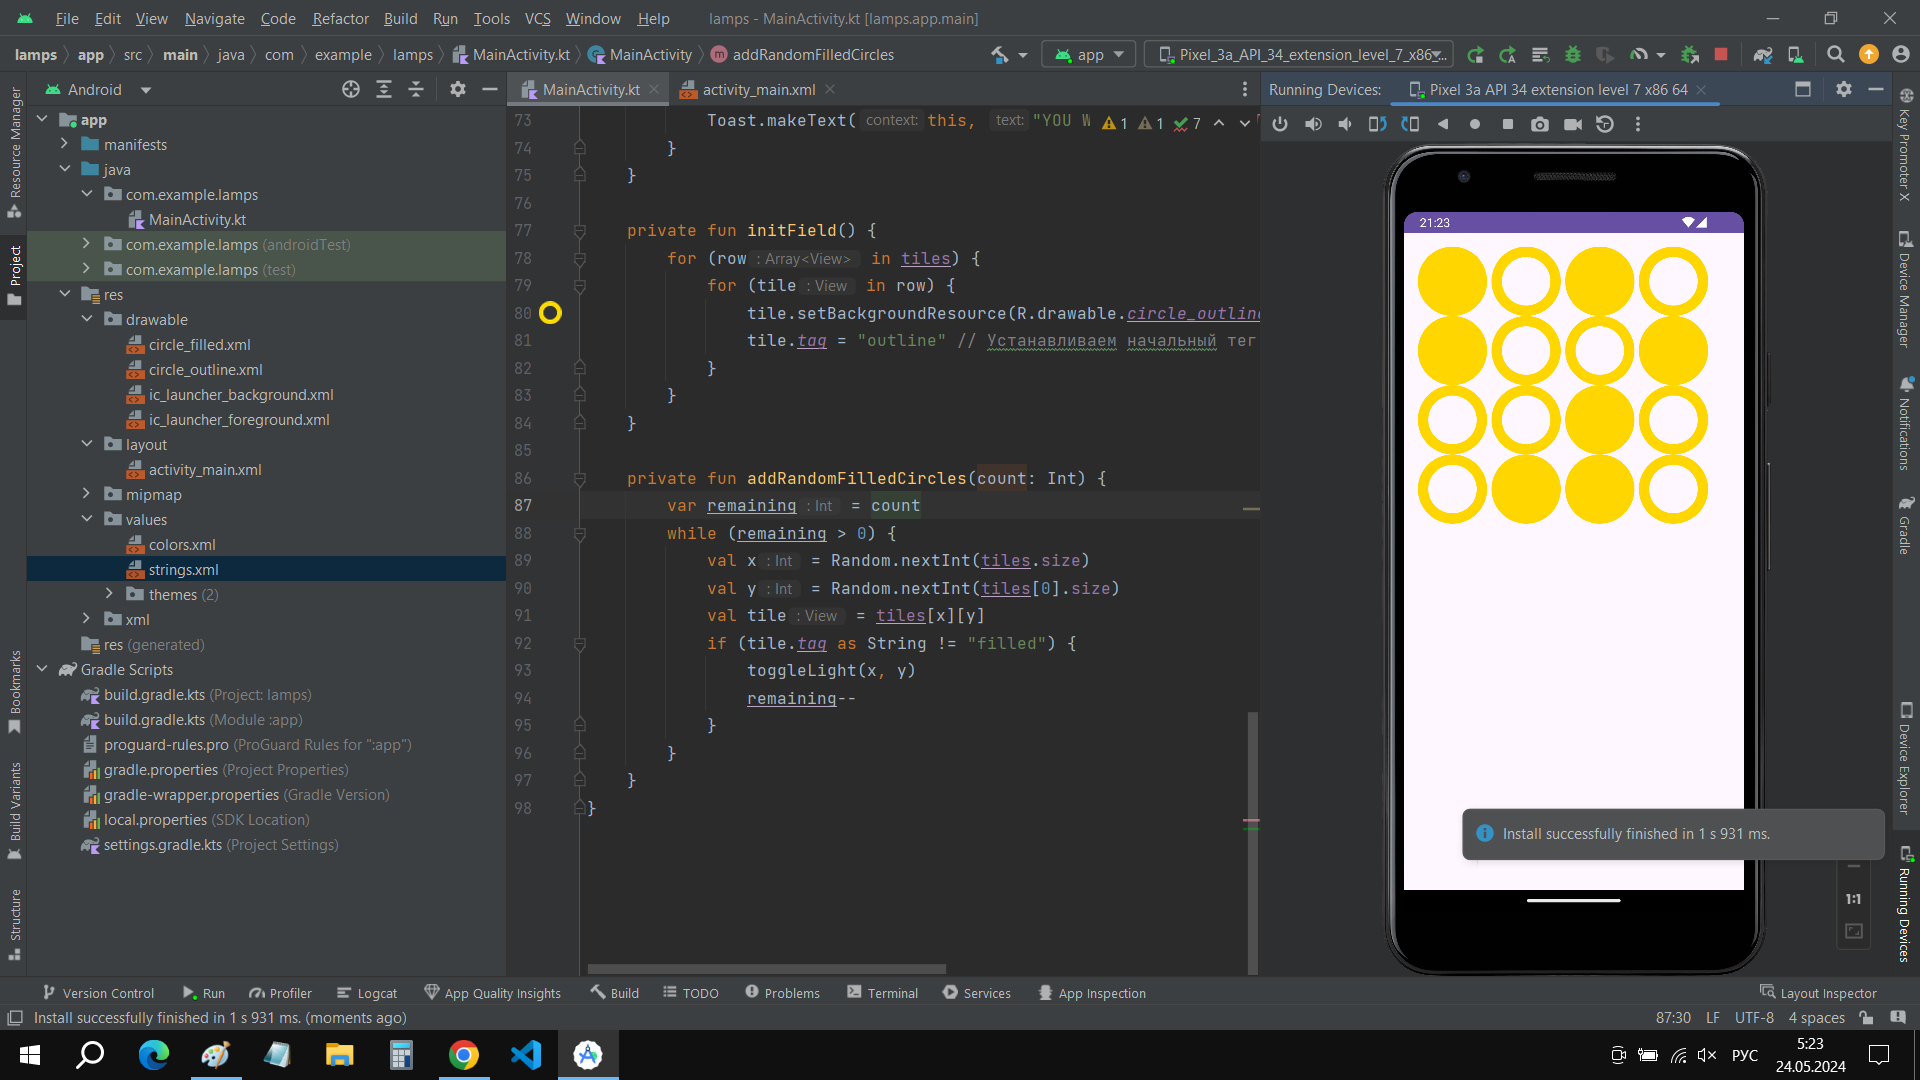 File Edit View Navigate Code Refactor Build Run Tools VCS Window Help lamps - MainActivity.kt [lamps.app.main]
lamps app src main java com example lamps MainActivity.kt MainActivity addRandomFilledCircles app Pixel_3a_API_34_extension_level_7_x86...
Android
MainActivity.kt activity_main.xml
Running Devices: Pixel 3a API 34 extension level 7 x86 64
Resource Manager
Project
Bookmarks
Build Variants
Structure
app
manifests
java
com.example.lamps
MainActivity.kt
com.example.lamps (androidTest)
com.example.lamps (test)
res
drawable
circle_filled.xml
circle_outline.xml
ic_launcher_background.xml
ic_launcher_foreground.xml
layout
activity_main.xml
mipmap
values
colors.xml
strings.xml
themes (2)
xml
res (generated)
Gradle Scripts
build.gradle.kts (Project: lamps)
build.gradle.kts (Module :app)
proguard-rules.pro (ProGuard Rules for ":app")
gradle.properties (Project Properties)
gradle-wrapper.properties (Gradle Version)
local.properties (SDK Location)
settings.gradle.kts (Project Settings)
73 Toast.makeText( context: this, text: "YOU W 1 1 7
74 }
75 }
76
77 private fun initField() {
78 for (row : Array<View> in tiles) {
79 for (tile : View in row) {
80 tile.setBackgroundResource(R.drawable.circle_outline
81 tile.tag = "outline" // Устанавливаем начальный тег
82 }
83 }
84 }
85
86 private fun addRandomFilledCircles(count: Int) {
87 var remaining : Int = count
88 while (remaining > 0) {
89 val x : Int = Random.nextInt(tiles.size)
90 val y : Int = Random.nextInt(tiles[0].size)
91 val tile : View = tiles[x][y]
92 if (tile.tag as String != "filled") {
93 toggleLight(x, y)
94 remaining--
95 }
96 }
97 }
98 }
21:23
Install successfully finished in 1 s 931 ms.
1:1
Key Promoter X
Device Manager
Notifications
Gradle
Device Explorer
Running Devices
Version Control Run Profiler Logcat App Quality Insights Build TODO Problems Terminal Services App Inspection Layout Inspector
Install successfully finished in 1 s 931 ms. (moments ago) 87:30 LF UTF-8 4 spaces
РУС 5:23
24.05.2024